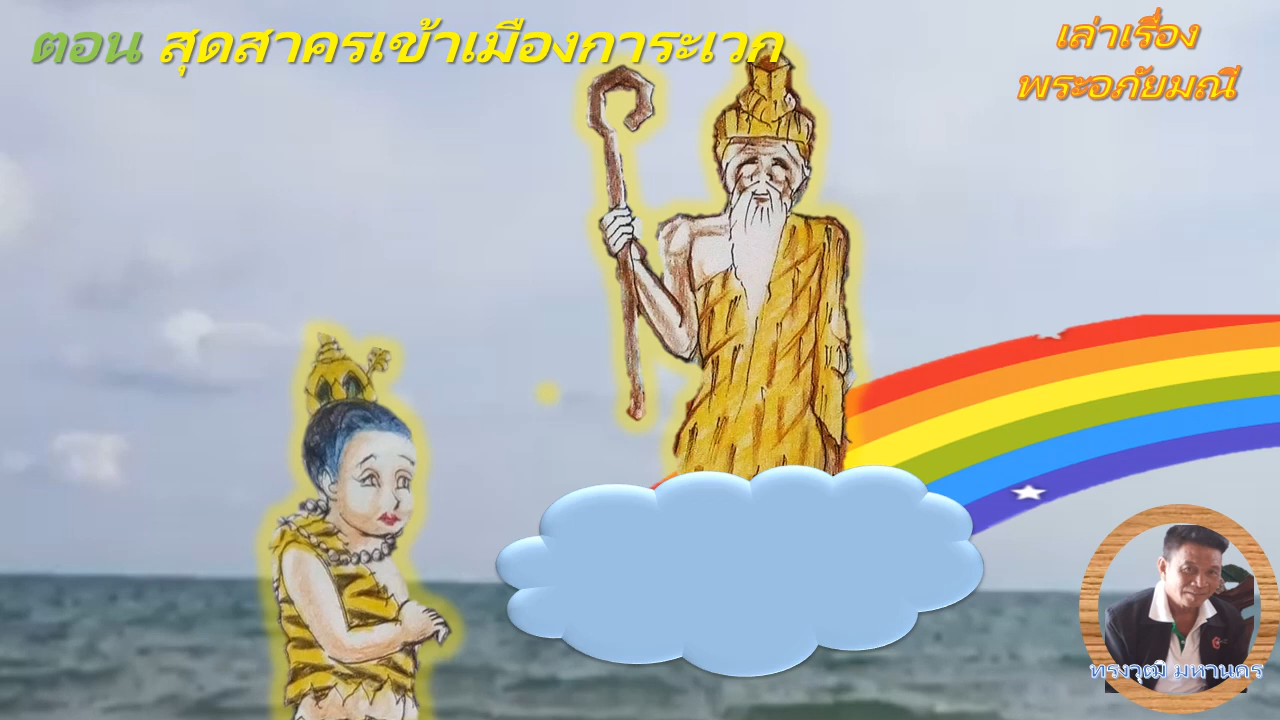 ตอน สุดสาครเข้าเมืองการะเวก
เล่าเรื่อง
พระอภัยมณี
ทรงวุฒิ มหานคร